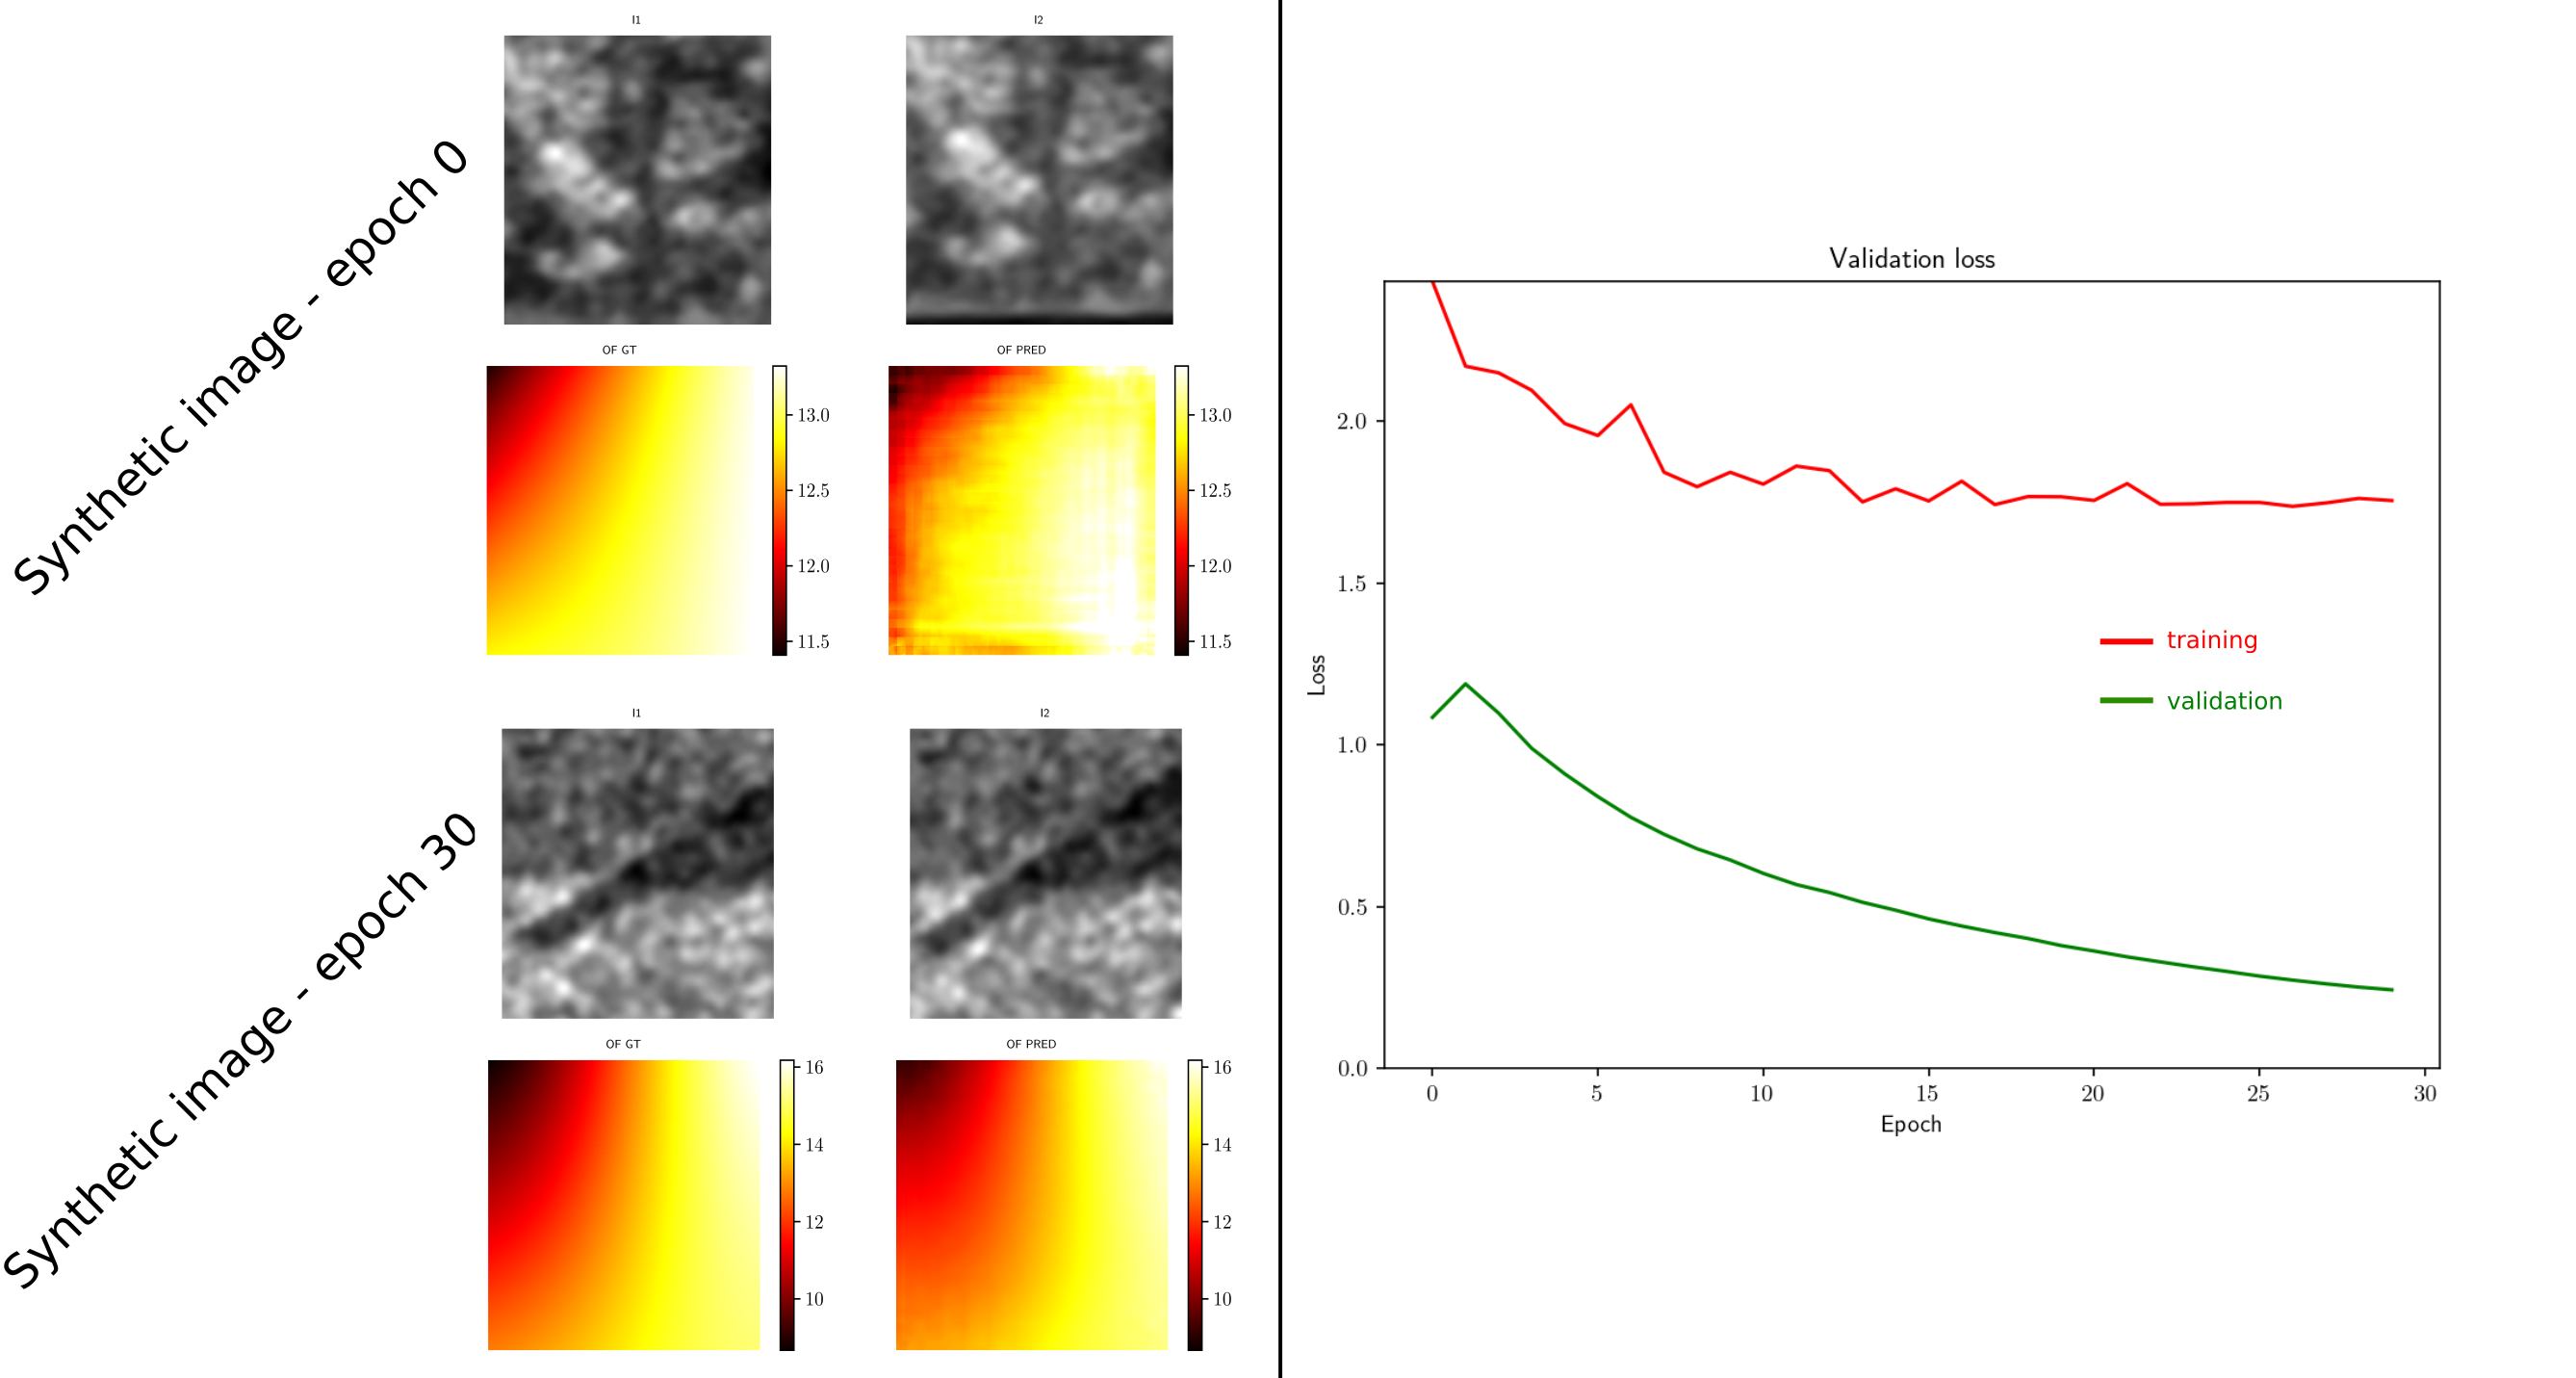 Synthetic image - epoch 0
I1
I2
OF GT
13.0
12.5
12.0
11.5
OF PRED
13.0
12.5
12.0
11.5
Synthetic image - epoch 30
I1
I2
OF GT
16
14
12
10
OF PRED
16
14
12
10
Validation loss
Loss
2.0
1.5
1.0
0.5
0.0
training
validation
0 5 10 15 20 25 30
Epoch